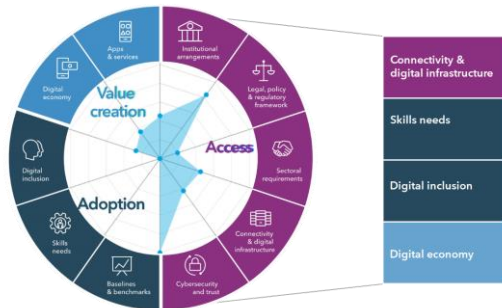 Apps
& services
Institutional
arrangements
Digital
economy
Legal, policy
& regulatory
framework
Value
creation
Access
Digital
inclusion
Sectoral
requirements
Adoption
Skills
needs
Connectivity
& digital
infrastructure
Baselines
& benchmarks
Cybersecurity
and trust
Connectivity &
digital infrastructure
Skills needs
Digital inclusion
Digital economy